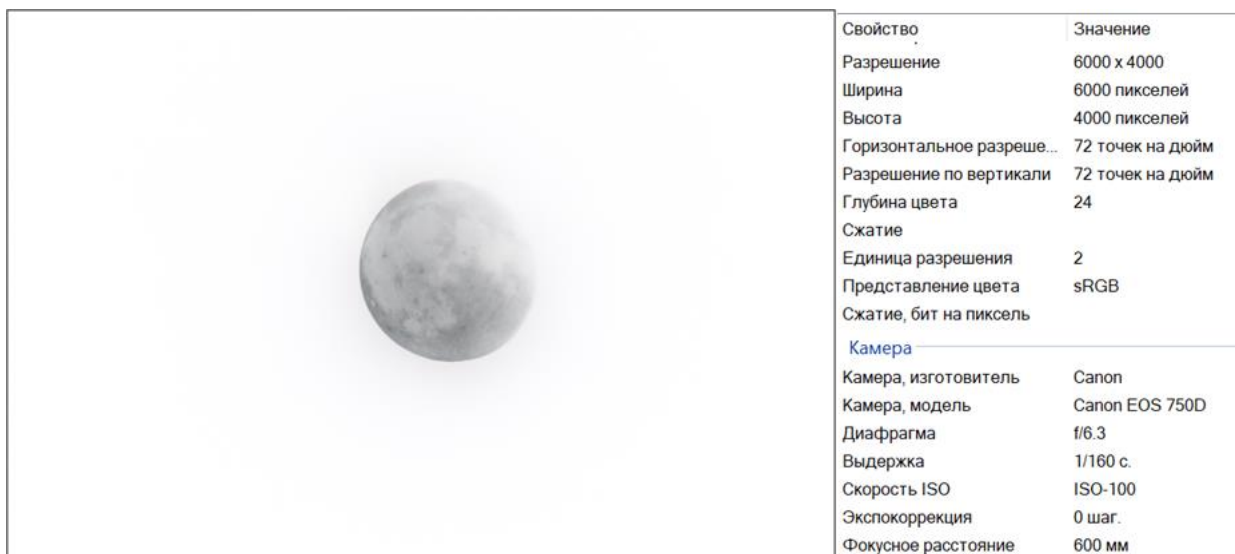 Свойство Значение
Разрешение 6000 x 4000
Ширина 6000 пикселей
Высота 4000 пикселей
Горизонтальное разреше... 72 точек на дюйм
Разрешение по вертикали 72 точек на дюйм
Глубина цвета 24
Сжатие
Единица разрешения 2
Представление цвета sRGB
Сжатие, бит на пиксель
Камера
Камера, изготовитель Canon
Камера, модель Canon EOS 750D
Диафрагма f/6.3
Выдержка 1/160 с.
Скорость ISO ISO-100
Экспокоррекция 0 шаг.
Фокусное расстояние 600 мм